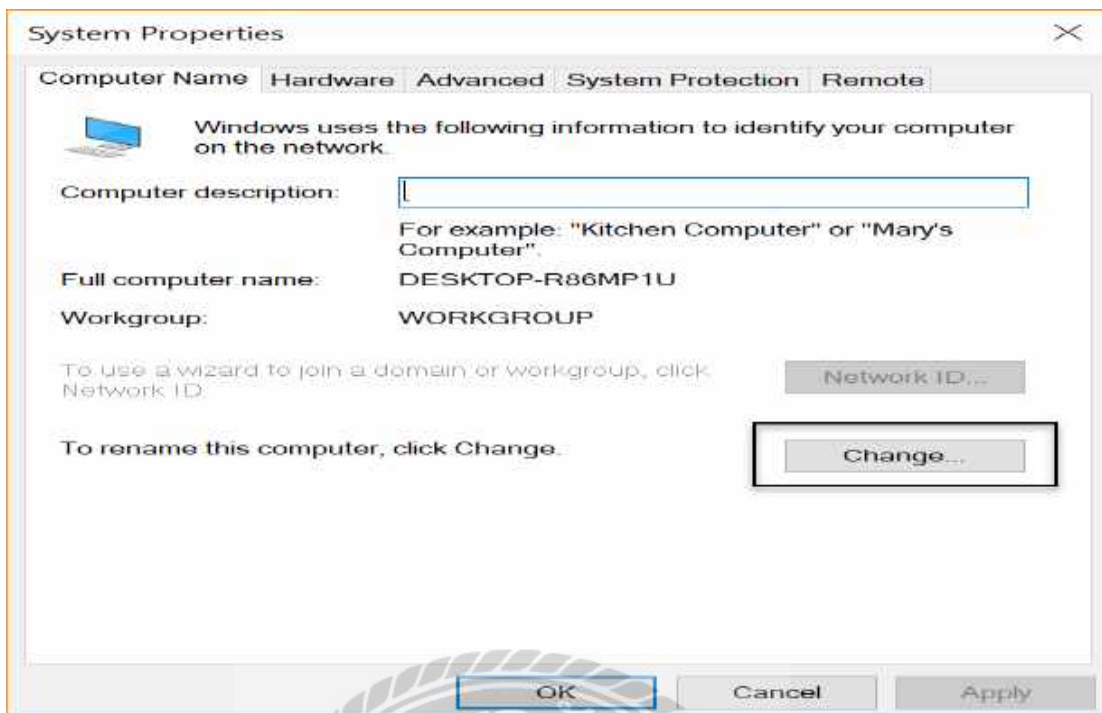 System Properties
Computer Name Hardware Advanced System Protection Remote
Windows uses the following information to identify your computer
on the network.
Computer description:
For example: "Kitchen Computer" or "Mary's
Computer".
Full computer name: DESKTOP-R86MP1U
Workgroup: WORKGROUP
To use a wizard to join a domain or workgroup, click
Network ID.
Network ID...
To rename this computer, click Change.
Change...
OK Cancel Apply